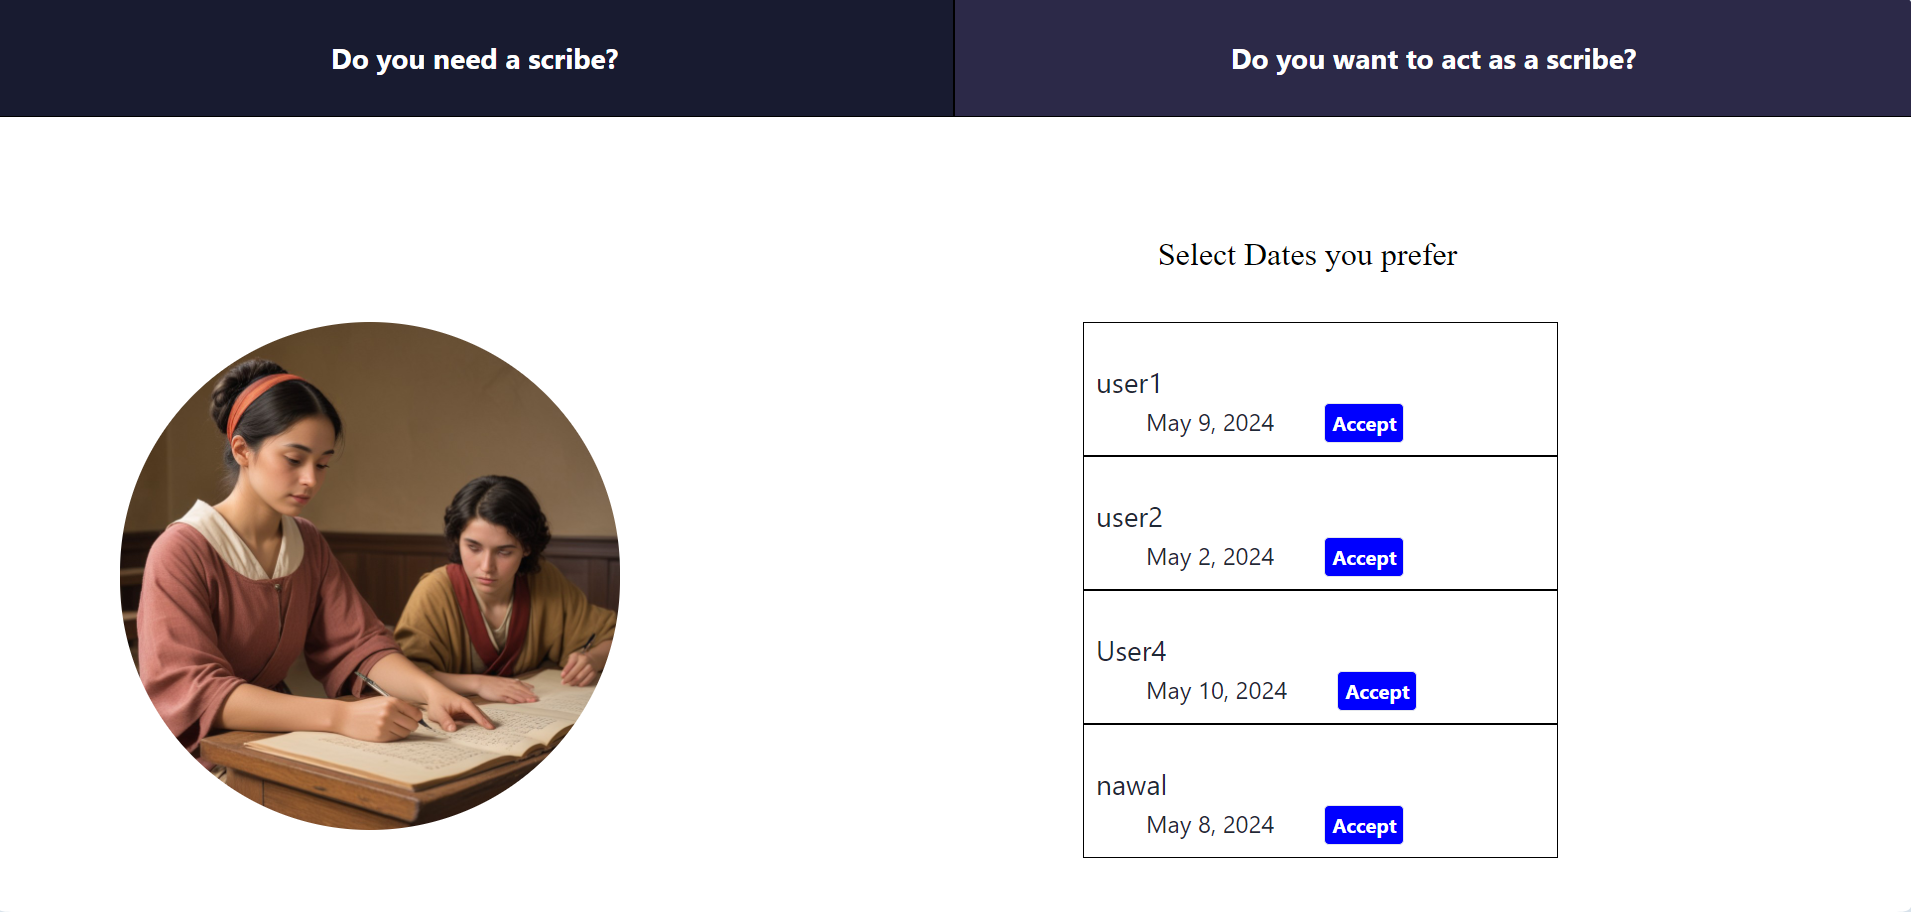 Do you need a scribe?
Do you want to act as a scribe?
Select Dates you prefer
user1
May 9, 2024 Accept
user2
May 2, 2024 Accept
User4
May 10, 2024 Accept
nawal
May 8, 2024 Accept